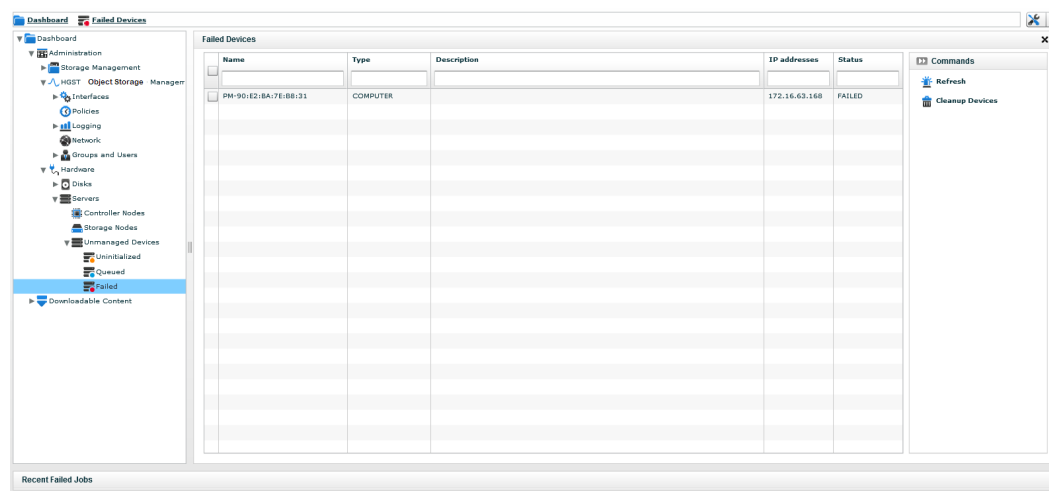 Dashboard Failed Devices
Dashboard
Administration
Storage Management
HGST Object Storage Managem
Interfaces
Policies
Logging
Network
Groups and Users
Hardware
Disks
Servers
Controller Nodes
Storage Nodes
Unmanaged Devices
Uninitialized
Queued
Failed
Downloadable Content
Failed Devices
Name Type Description IP addresses Status
PM-90:E2:BA:7E:B8:31 COMPUTER 172.16.63.168 FAILED
Commands
Refresh
Cleanup Devices
Recent Failed Jobs